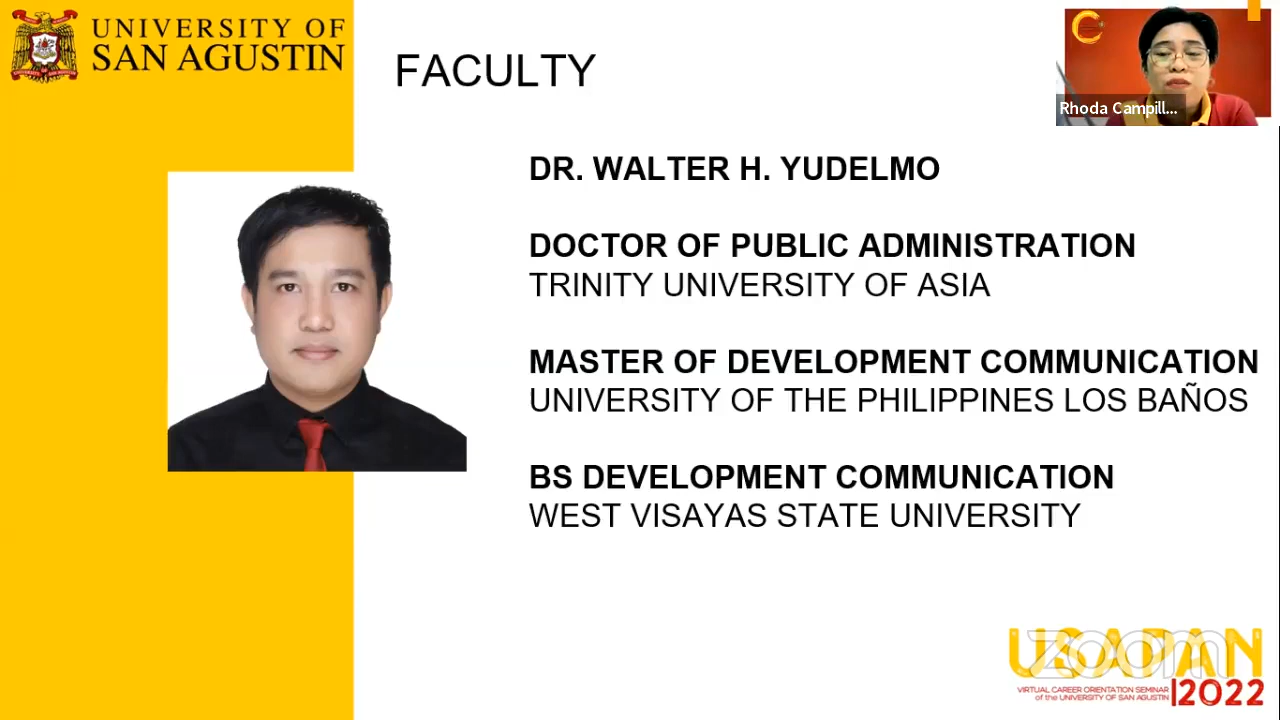 UNIVERSITY OF
SAN AGUSTIN
FACULTY
Rhoda Campill...
DR. WALTER H. YUDELMO
DOCTOR OF PUBLIC ADMINISTRATION
TRINITY UNIVERSITY OF ASIA
MASTER OF DEVELOPMENT COMMUNICATION
UNIVERSITY OF THE PHILIPPINES LOS BAÑOS
BS DEVELOPMENT COMMUNICATION
WEST VISAYAS STATE UNIVERSITY
USAPAN
zoom
VIRTUAL CAREER ORIENTATION SEMINAR
of the UNIVERSITY OF SAN AGUSTIN
2022